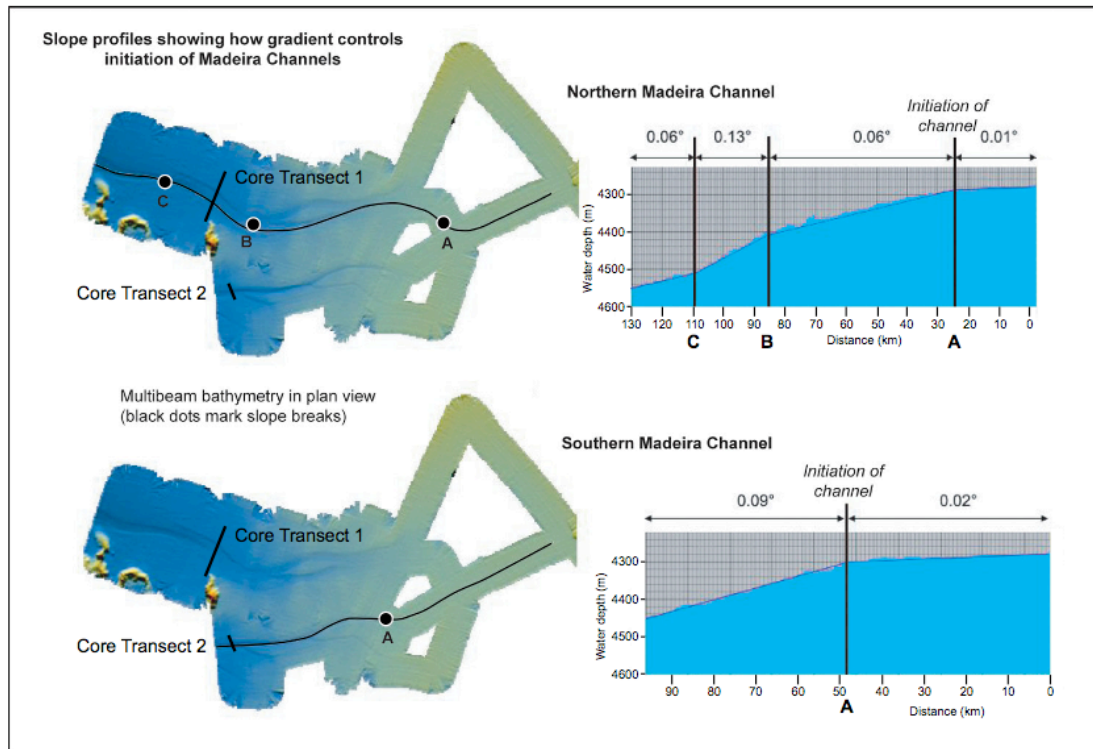 Slope profiles showing how gradient controls
initiation of Madeira Channels
Core Transect 1
C
B
A
Core Transect 2
Northern Madeira Channel
Initiation of
channel
0.06° 0.13° 0.06° 0.01°
Water depth (m)
4300
4400
4500
4600
130 120 110 100 90 80 70 60 50 40 30 20 10 0
Distance (km)
C B A
Multibeam bathymetry in plan view
(black dots mark slope breaks)
Core Transect 1
A
Core Transect 2
Southern Madeira Channel
Initiation of
channel
0.09° 0.02°
Water depth (m)
4300
4400
4500
4600
90 80 70 60 50 40 30 20 10 0
A
Distance (km)